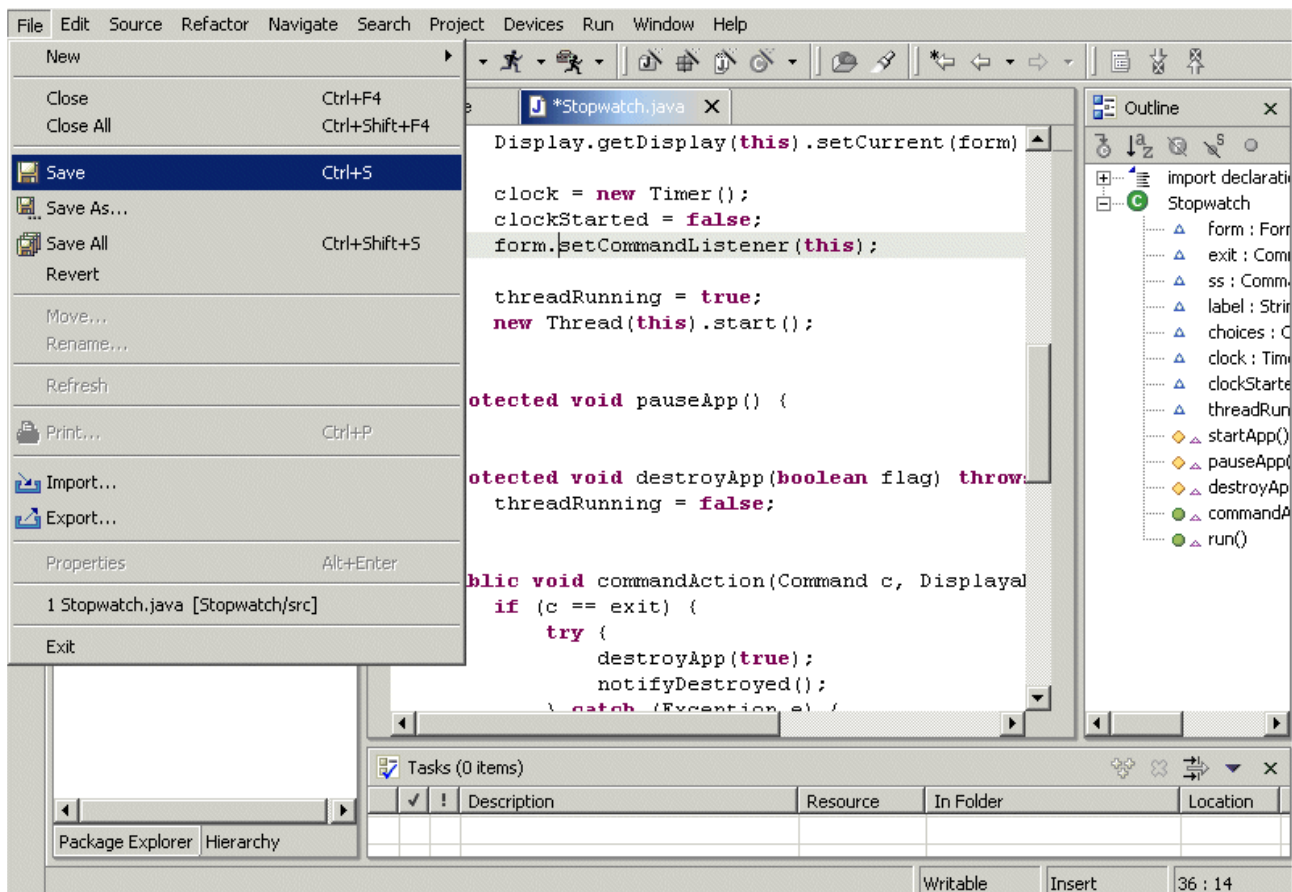 File Edit Source Refactor Navigate Search Project Devices Run Window Help
New
Close Ctrl+F4
Close All Ctrl+Shift+F4
Save Ctrl+S
Save As...
Save All Ctrl+Shift+S
Revert
Move...
Rename...
Refresh
Print... Ctrl+P
Import...
Export...
Properties Alt+Enter
1 Stopwatch.java [Stopwatch/src]
Exit
Package Explorer Hierarchy
*Stopwatch.java
Display.getDisplay(this).setCurrent(form)
clock = new Timer();
clockStarted = false;
form.setCommandListener(this);
threadRunning = true;
new Thread(this).start();
otected void pauseApp() {
otected void destroyApp(boolean flag) throws
threadRunning = false;
blic void commandAction(Command c, Displayab
if (c == exit) {
try {
destroyApp(true);
notifyDestroyed();
} catch (Exception e) {
Outline
import declarati
Stopwatch
form : Forr
exit : Com
ss : Comm
label : Strir
choices : C
clock : Tim
clockStarte
threadRun
startApp()
pauseApp(
destroyAp
commandA
run()
Tasks (0 items)
! Description Resource In Folder Location
Writable Insert 36 : 14